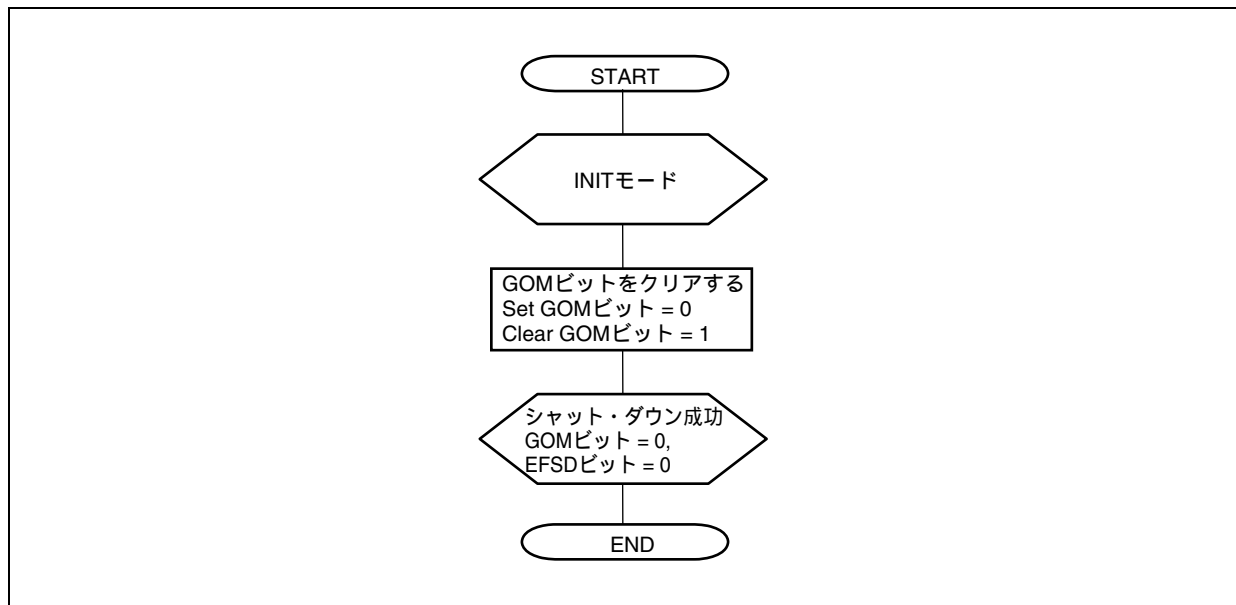 START
INITモード
GOMビットをクリアする
Set GOMビット = 0
Clear GOMビット = 1
シャット・ダウン成功
GOMビット = 0,
EFSDビット = 0
END